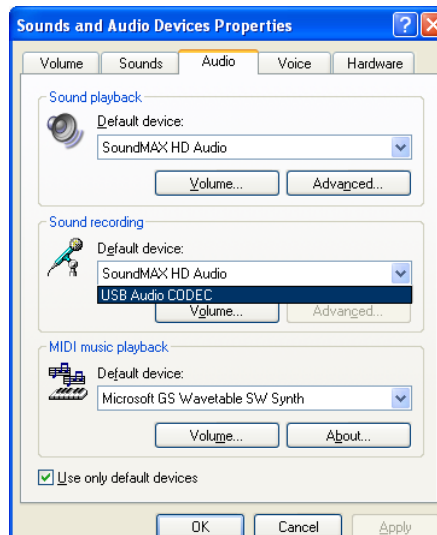 Sounds and Audio Devices Properties
Volume Sounds Audio Voice Hardware
Sound playback
Default device:
SoundMAX HD Audio
Volume... Advanced...
Sound recording
Default device:
SoundMAX HD Audio
USB Audio CODEC
Volume... Advanced...
MIDI music playback
Default device:
Microsoft GS Wavetable SW Synth
Volume... About...
Use only default devices
OK Cancel Apply